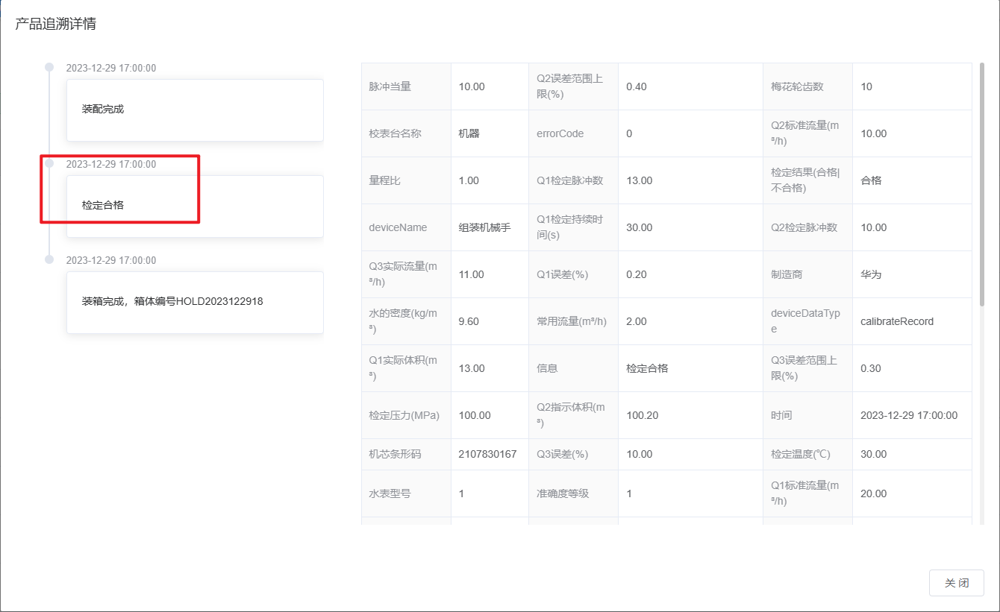 产品追溯详情
2023-12-29 17:00:00
装配完成
2023-12-29 17:00:00
检定合格
2023-12-29 17:00:00
装箱完成，箱体编号HOLD2023122918
脉冲当量
10.00
Q2误差范围上
限(%)
0.40
梅花轮齿数
10
校表台名称
机器
errorCode
0
Q2标准流量(m
³/h)
10.00
量程比
1.00
Q1检定脉冲数
13.00
检定结果(合格|
不合格)
合格
deviceName
组装机械手
Q1检定持续时
间(s)
30.00
Q2检定脉冲数
10.00
Q3实际流量(m
³/h)
11.00
Q1误差(%)
0.20
制造商
华为
水的密度(kg/m
³)
9.60
常用流量(m³/h)
2.00
deviceDataTyp
e
calibrateRecord
Q1实际体积(m
³)
13.00
信息
检定合格
Q3误差范围上
限(%)
0.30
检定压力(MPa)
100.00
Q2指示体积(m
³)
100.20
时间
2023-12-29 17:00:00
机芯条形码
2107830167
Q3误差(%)
10.00
检定温度(℃)
30.00
水表型号
1
准确度等级
1
Q1标准流量(m
³/h)
20.00
关 闭